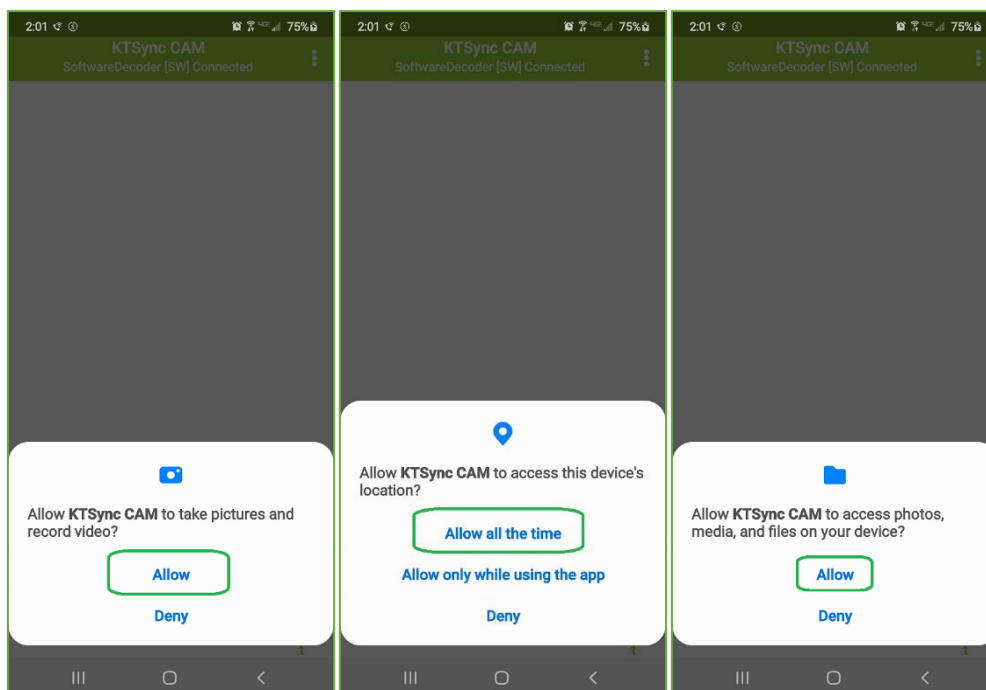 2:01
75%
KTSync CAM
SoftwareDecoder [SW] Connected
Allow KTSync CAM to take pictures and
record video?
Allow
Deny
2:01
75%
KTSync CAM
SoftwareDecoder [SW] Connected
Allow KTSync CAM to access this device's
location?
Allow all the time
Allow only while using the app
Deny
2:01
75%
KTSync CAM
SoftwareDecoder [SW] Connected
Allow KTSync CAM to access photos,
media, and files on your device?
Allow
Deny